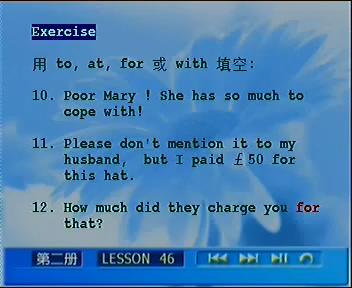 Exercise
用 to, at, for 或 with 填空:
10. Poor Mary ! She has so much to
cope with!
11. Please don't mention it to my
husband, but I paid £50 for
this hat.
12. How much did they charge you for
that?
第二册 LESSON 46